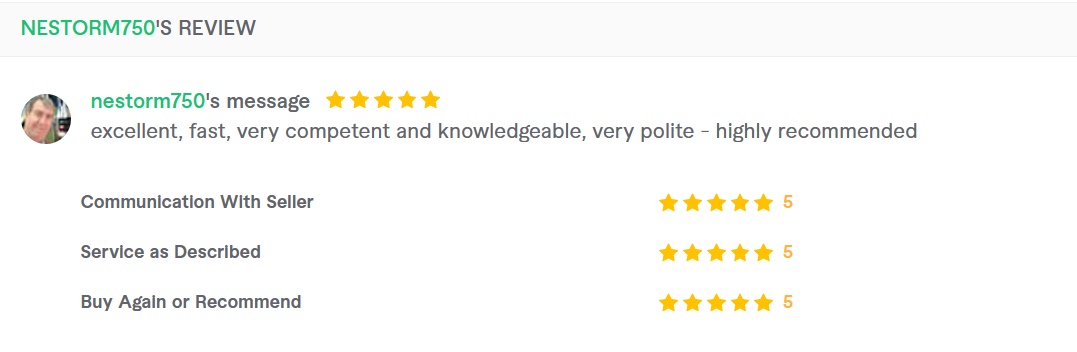 NESTORM750'S REVIEW
nestorm750's message
excellent, fast, very competent and knowledgeable, very polite - highly recommended
Communication With Seller 5
Service as Described 5
Buy Again or Recommend 5